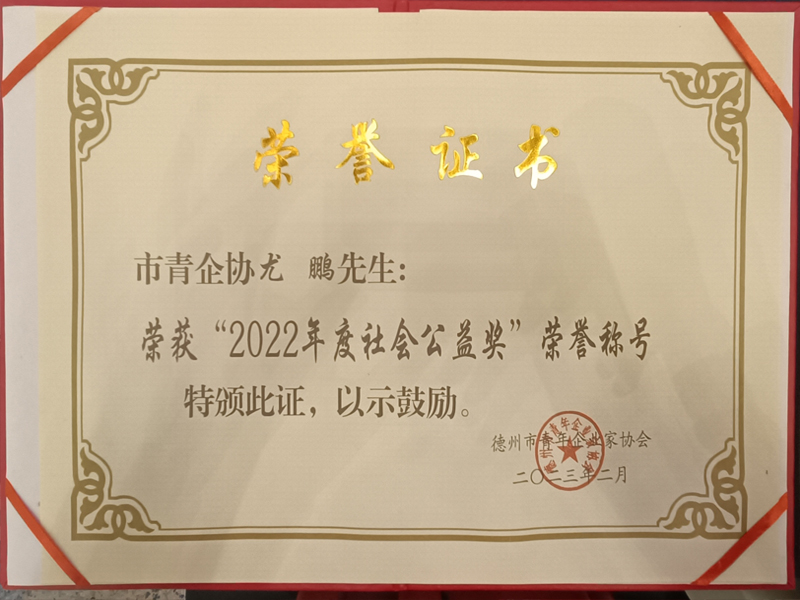 荣誉证书
市青企协尤 鹏先生：
荣获“2022年度社会公益奖”荣誉称号
特颁此证，以示鼓励。
德州市青年企业家协会
二〇二三年二月